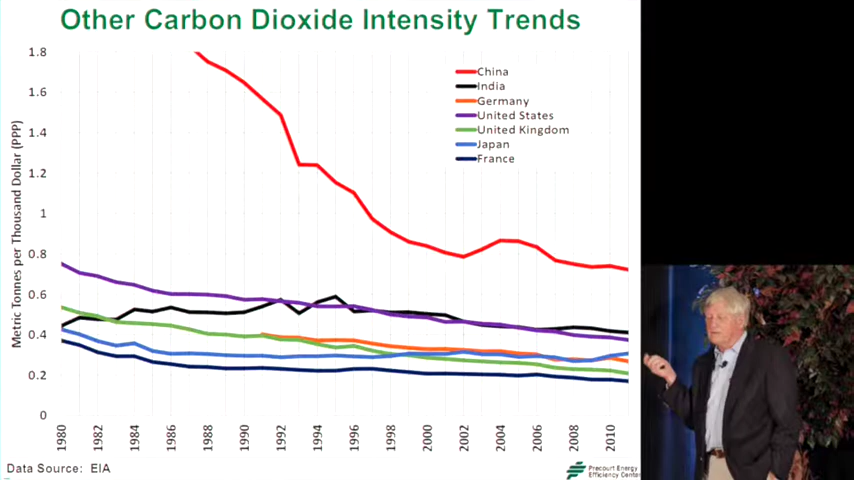 Other Carbon Dioxide Intensity Trends
Metric Tonnes per Thousand Dollar (PPP)
1.8
1.6
1.4
1.2
1
0.8
0.6
0.4
0.2
0
China
India
Germany
United States
United Kingdom
Japan
France
1980
1982
1984
1986
1988
1990
1992
1994
1996
1998
2000
2002
2004
2006
2008
2010
Data Source: EIA
Precourt Energy
Efficiency Center